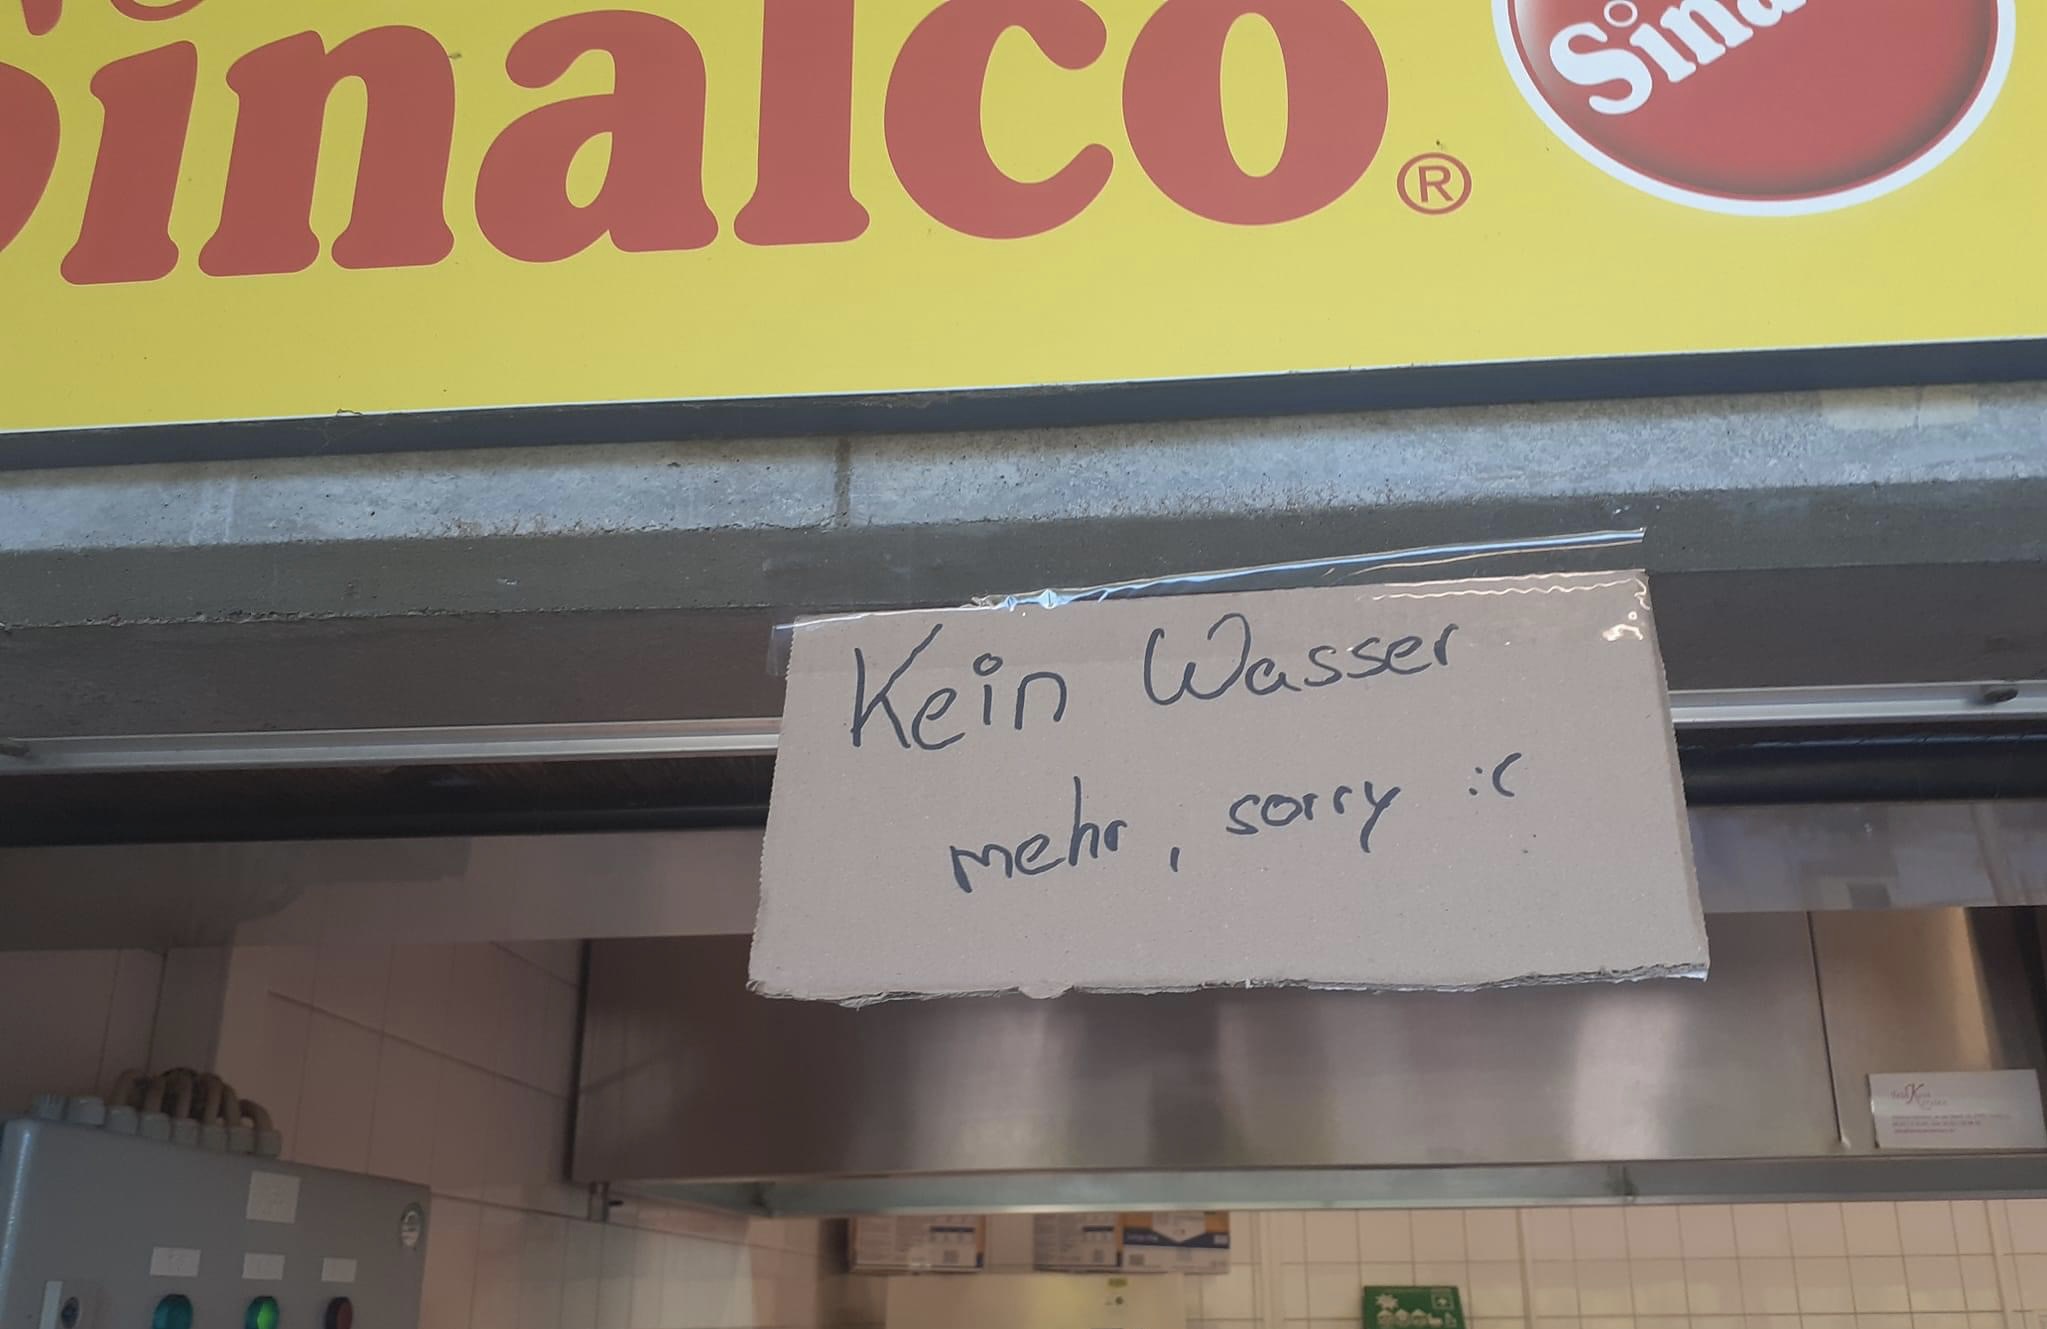 Sinalco®
Sina
Kein Wasser
mehr, sorry :(